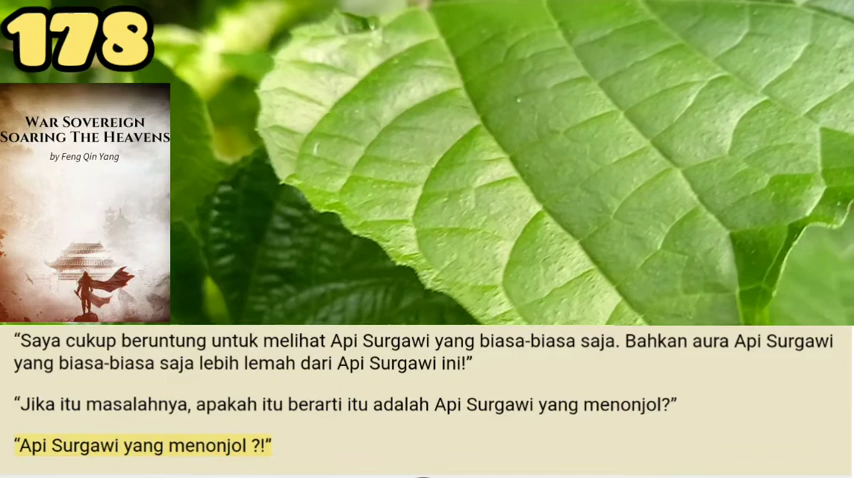 178
WAR SOVEREIGN
SOARING THE HEAVENS
by Feng Qin Yang
“Saya cukup beruntung untuk melihat Api Surgawi yang biasa-biasa saja. Bahkan aura Api Surgawi
yang biasa-biasa saja lebih lemah dari Api Surgawi ini!”
“Jika itu masalahnya, apakah itu berarti itu adalah Api Surgawi yang menonjol?”
“Api Surgawi yang menonjol ?!”